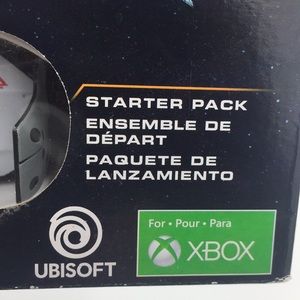 STARTER PACK
ENSEMBLE DE
DÉPART
PAQUETE DE
LANZAMIENTO
UBISOFT
For • Pour • Para
XBOX